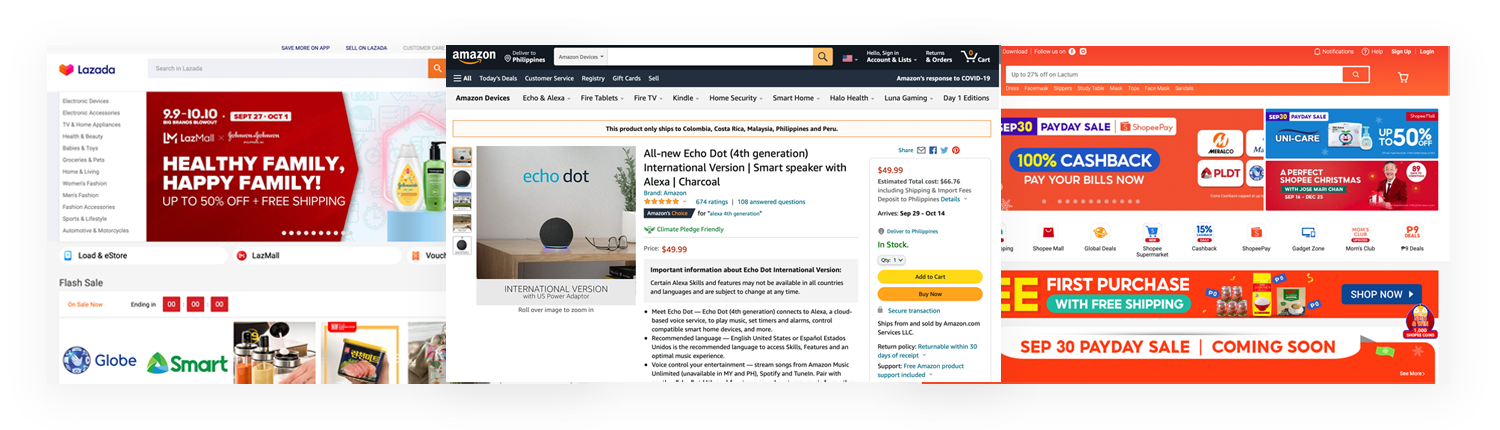 SAVE MORE ON APP
SELL ON LAZADA
CUSTOMER CARE
Lazada
Search in Lazada
Electronic Devices
Electronic Accessories
TV & Home Appliances
Health & Beauty
Babies & Toys
Groceries & Pets
Home & Living
Women's Fashion
Men's Fashion
Fashion Accessories
Sports & Lifestyle
Automotive & Motorcycles
9.9-10.10
BIG BRANDS BLOWOUT
SEPT 27 - OCT 1
LazMall x Johnson & Johnson
HEALTHY FAMILY,
HAPPY FAMILY!
UP TO 50% OFF + FREE SHIPPING
Load & eStore
LazMall
Vouch
Flash Sale
On Sale Now
Ending in
00 : 00 : 00
Globe
Smart
amazon
Deliver to
Philippines
Amazon Devices
Hello, Sign in
Account & Lists
Returns
& Orders
0
Cart
All
Today's Deals
Customer Service
Registry
Gift Cards
Sell
Amazon's response to COVID-19
Amazon Devices
Echo & Alexa
Fire Tablets
Fire TV
Kindle
Home Security
Smart Home
Halo Health
Luna Gaming
Day 1 Editions
This product only ships to Colombia, Costa Rica, Malaysia, Philippines and Peru.
echo dot
INTERNATIONAL VERSION
with US Power Adaptor
Roll over image to zoom in
All-new Echo Dot (4th generation)
International Version | Smart speaker with
Alexa | Charcoal
Brand: Amazon
674 ratings | 108 answered questions
Amazon's Choice for "alexa 4th generation"
Climate Pledge Friendly
Price: $49.99
Important information about Echo Dot International Version:
Certain Alexa Skills and features may not be available in all countries
and languages and are subject to change at any time.
• Meet Echo Dot — Echo Dot (4th generation) connects to Alexa, a cloud-
based voice service, to play music, set timers and alarms, control
compatible smart home devices, and more.
• Recommended language — English United States or Español Estados
Unidos is the recommended language to access Skills, Features and an
optimal music experience.
• Voice control your entertainment — stream songs from Amazon Music
Unlimited (unavailable in MY and PH), Spotify and TuneIn. Pair with
Share
$49.99
Estimated Total cost: $66.76
including Shipping & Import Fees
Deposit to Philippines Details
Arrives: Sep 29 - Oct 14
Deliver to Philippines
In Stock.
Qty: 1
Add to Cart
Buy Now
Secure transaction
Ships from and sold by Amazon.com
Services LLC.
Return policy: Returnable within 30
days of receipt
Support: Free Amazon product
support included
Download | Follow us on
Notifications
Help
Sign Up | Login
Up to 27% off on Lactum
Dress
Facemask
Slippers
Study Table
Mask
Tops
Face Mask
Sandals
SEP30 PAYDAY SALE
ShopeePay
100% CASHBACK
PAY YOUR BILLS NOW
MERALCO
Ma
PLDT
SEP30 PAYDAY SALE
Shopee Mall
UNI-CARE
UP TO 50% OFF
A PERFECT
SHOPEE CHRISTMAS
WITH JOSE MARI CHAN
SEP 16 - DEC 25
89
pping
Shopee Mall
Global Deals
Shopee
Supermarket
15%
CASHBACK
Cashback
ShopeePay
Gadget Zone
MOM'S
CLUB
Mom's Club
₱9
DEALS
₱9 Deals
EE FIRST PURCHASE
WITH FREE SHIPPING
₱0
₱0
₱0
SHOP NOW
& WIN
1,000
SHOPEE COINS
SEP 30 PAYDAY SALE | COMING SOON
See More